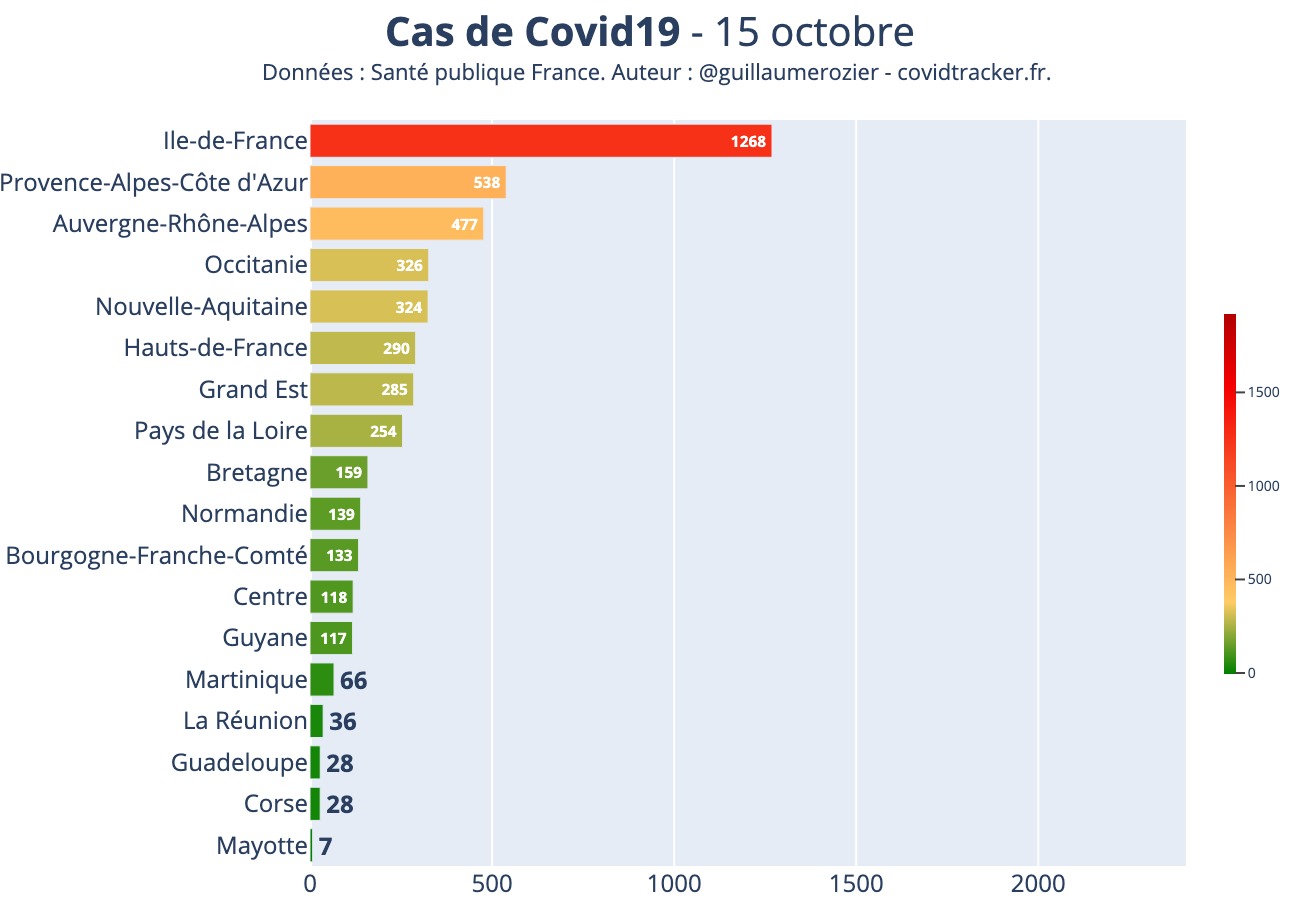 Cas de Covid19 - 15 octobre
Données : Santé publique France. Auteur : @guillaumerozier - covidtracker.fr.
Ile-de-France 1268
Provence-Alpes-Côte d'Azur 538
Auvergne-Rhône-Alpes 477
Occitanie 326
Nouvelle-Aquitaine 324
Hauts-de-France 290
Grand Est 285
Pays de la Loire 254
Bretagne 159
Normandie 139
Bourgogne-Franche-Comté 133
Centre 118
Guyane 117
Martinique 66
La Réunion 36
Guadeloupe 28
Corse 28
Mayotte 7
0 500 1000 1500 2000
1500
1000
500
0